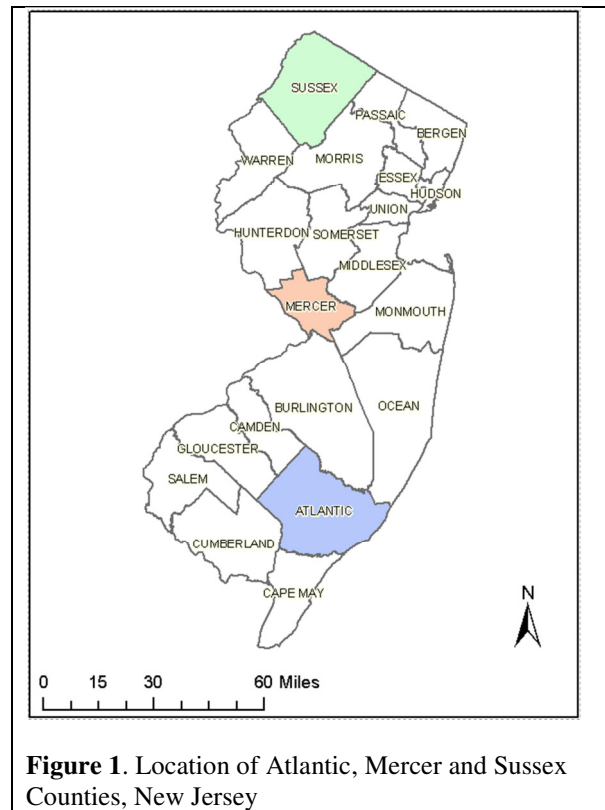 SUSSEX
PASSAIC
BERGEN
WARREN
MORRIS
ESSEX
HUDSON
UNION
HUNTERDON
SOMERSET
MIDDLESEX
MERCER
MONMOUTH
BURLINGTON
OCEAN
CAMDEN
GLOUCESTER
SALEM
ATLANTIC
CUMBERLAND
CAPE MAY
N
0 15 30 60 Miles
Figure 1. Location of Atlantic, Mercer and Sussex
Counties, New Jersey